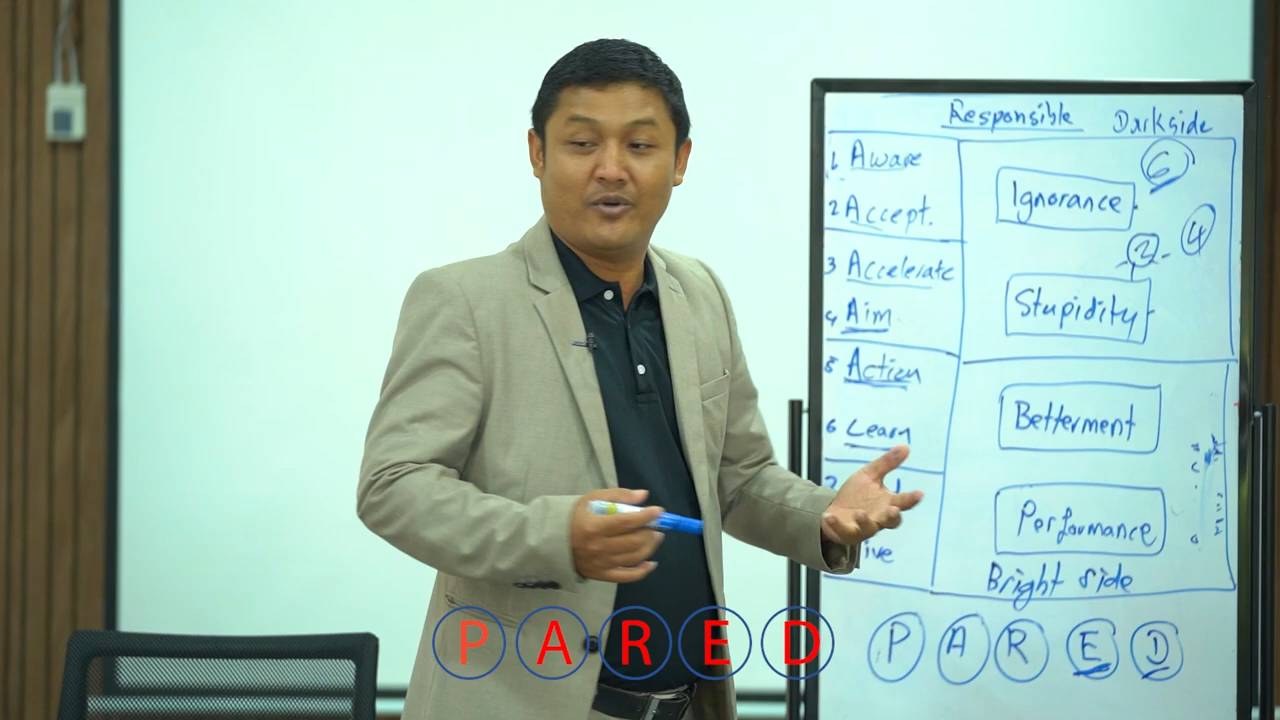 Responsible Darkside
1 Aware
2 Accept.
3 Accelerate
4 Aim
5 Action
6 Learn
Ignorance
6
2 - 4
Stupidity
Betterment
Performance
Bright side
P A R E D
P A R E D